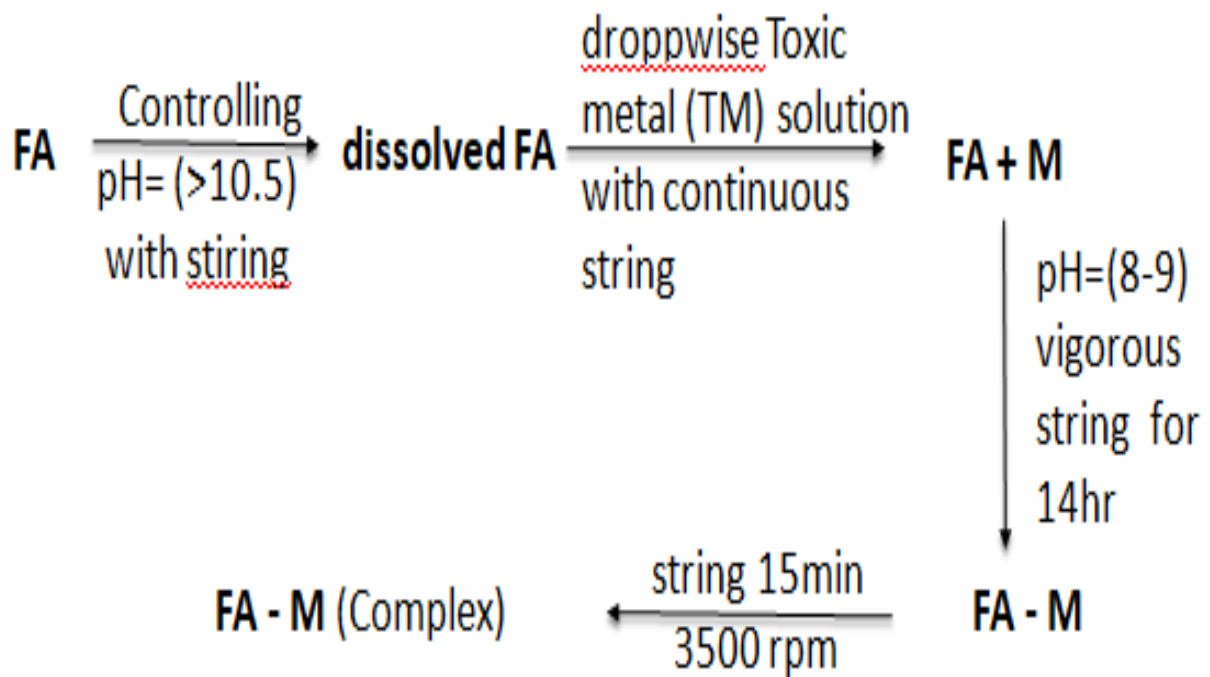 FA
Controlling
pH= (>10.5)
with stiring
dissolved FA
droppwise Toxic
metal (TM) solution
with continuous
string
FA + M
pH=(8-9)
vigorous
string for
14hr
FA - M
string 15min
3500 rpm
FA - M (Complex)